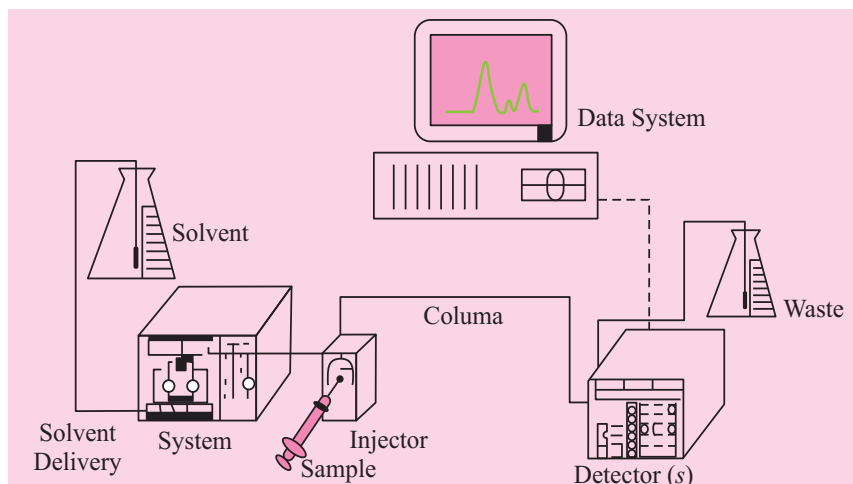 Data System
Solvent
Columa
Waste
Solvent
Delivery
System
Injector
Sample
Detector (s)